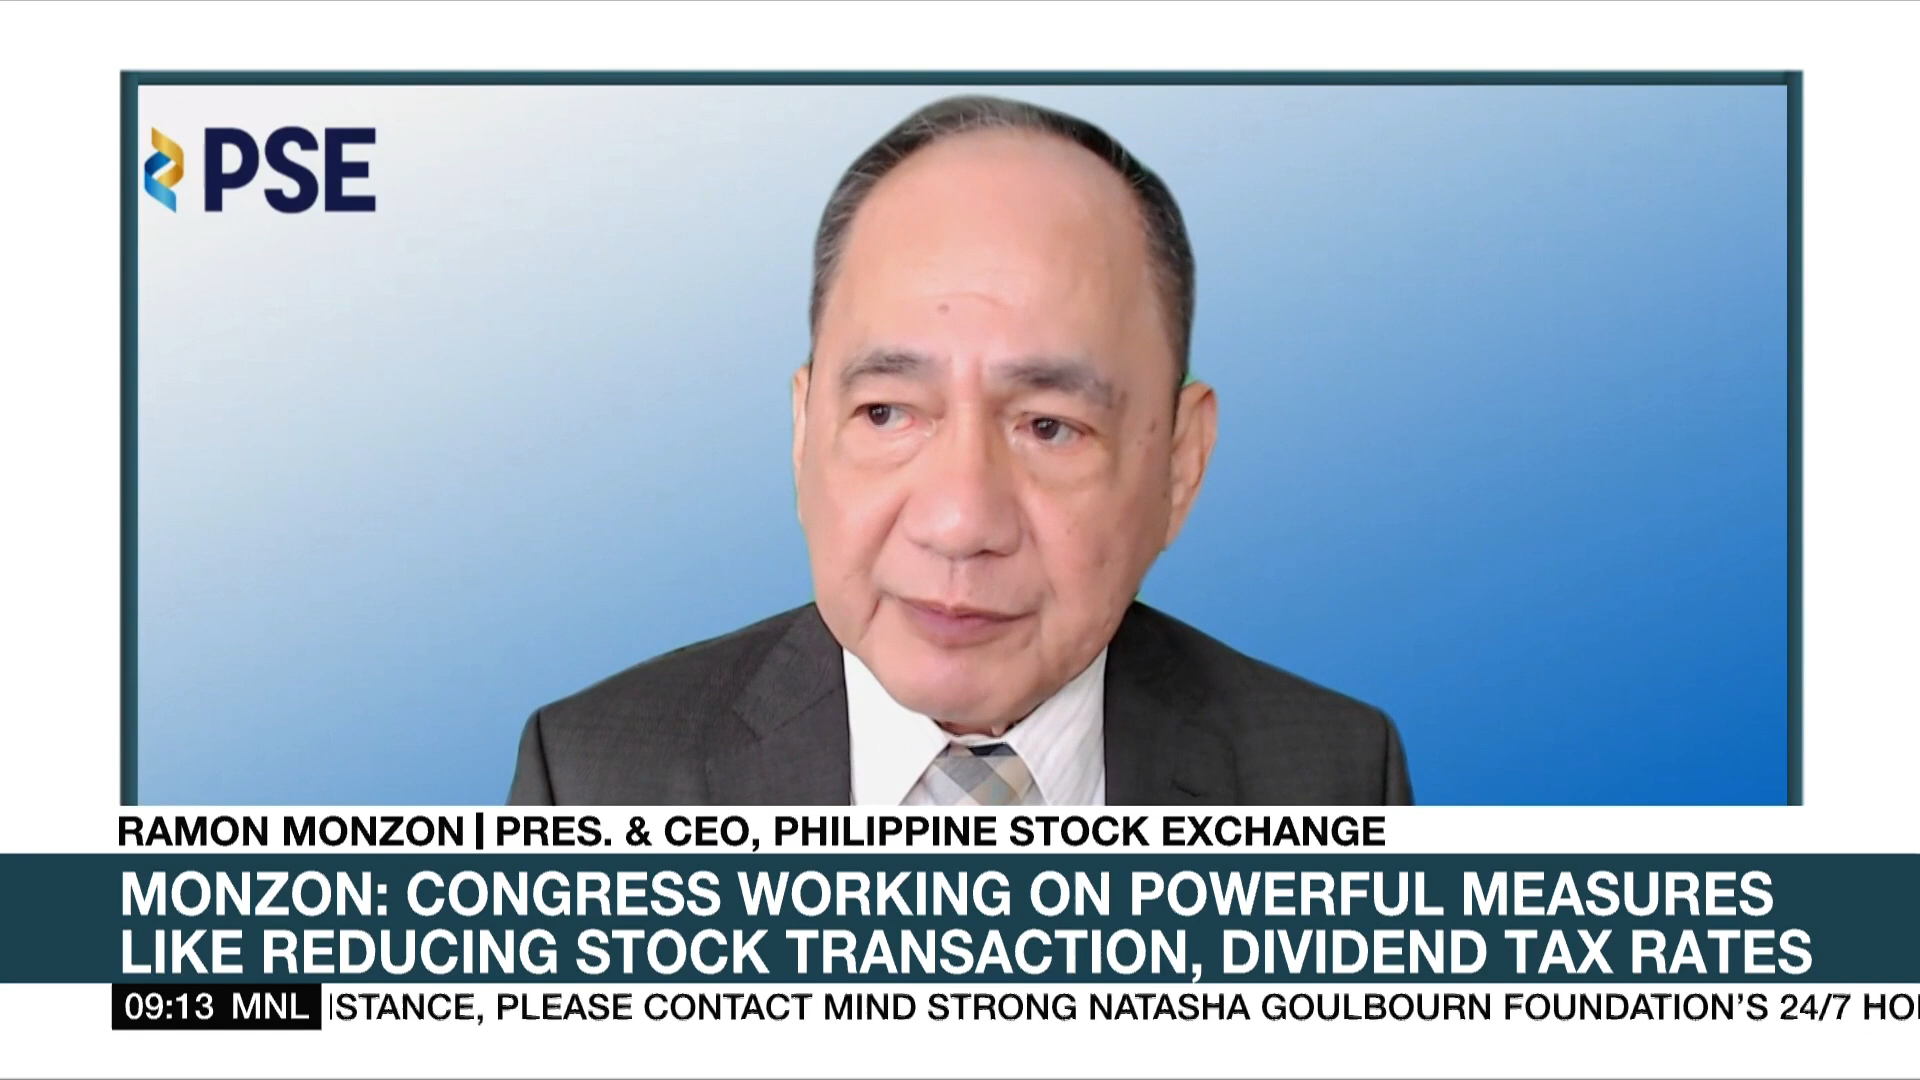 PSE
RAMON MONZON | PRES. & CEO, PHILIPPINE STOCK EXCHANGE
MONZON: CONGRESS WORKING ON POWERFUL MEASURES
LIKE REDUCING STOCK TRANSACTION, DIVIDEND TAX RATES
09:13 MNL ISTANCE, PLEASE CONTACT MIND STRONG NATASHA GOULBOURN FOUNDATION'S 24/7 HO